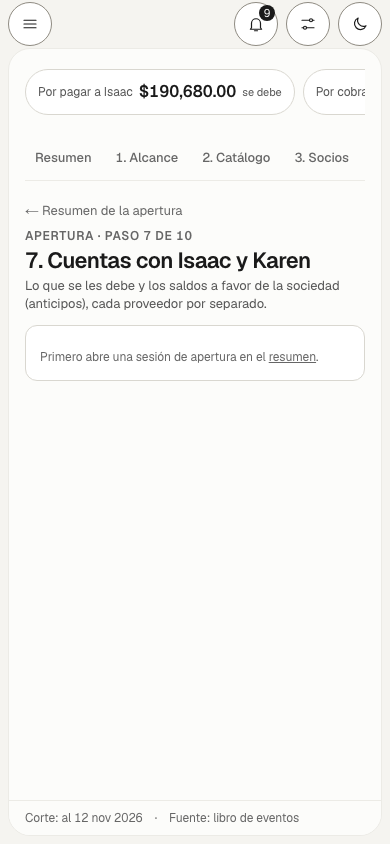 9
Por pagar a Isaac $190,680.00 se debe
Por cobra
Resumen 1. Alcance 2. Catálogo 3. Socios
← Resumen de la apertura
APERTURA · PASO 7 DE 10
7. Cuentas con Isaac y Karen
Lo que se les debe y los saldos a favor de la sociedad
(anticipos), cada proveedor por separado.
Primero abre una sesión de apertura en el resumen.
Corte: al 12 nov 2026 · Fuente: libro de eventos